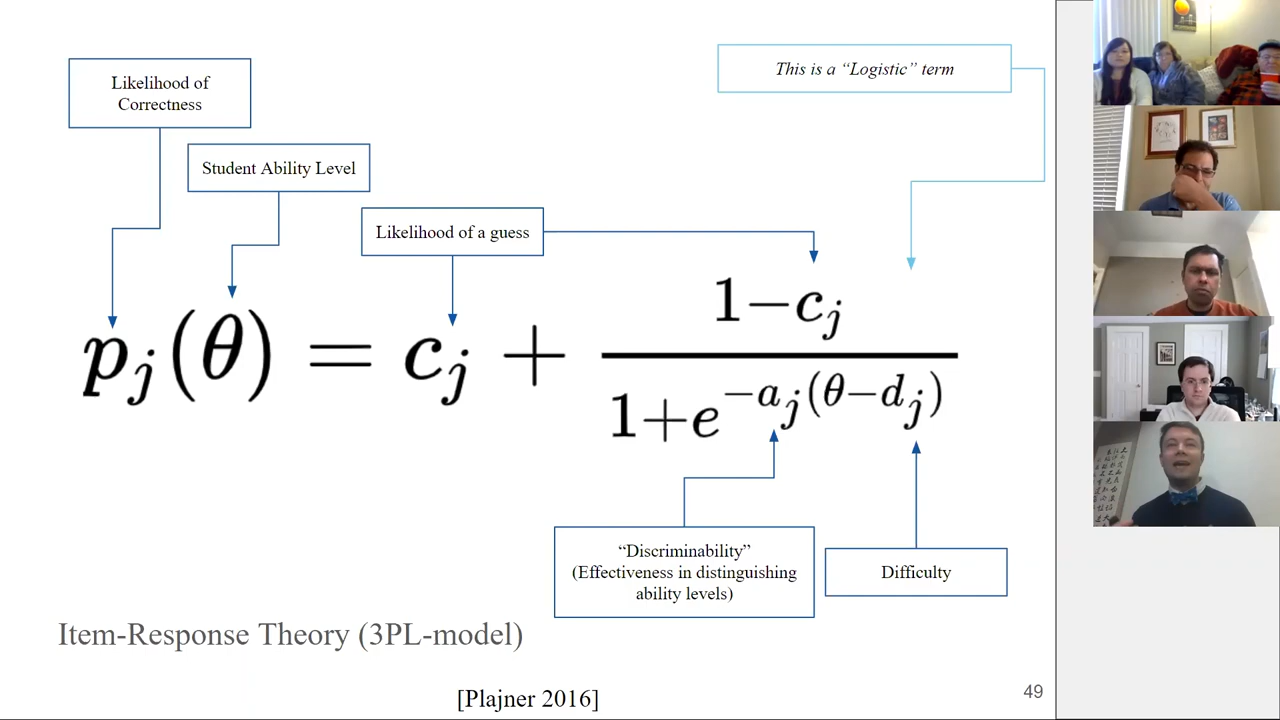 Likelihood of
Correctness
This is a “Logistic” term
Student Ability Level
Likelihood of a guess
p_j(θ) = c_j + \frac{1−c_j}{1+e^{−a_j(θ−d_j)}}
“Discriminability”
(Effectiveness in distinguishing
ability levels)
Difficulty
Item-Response Theory (3PL-model)
[Plajner 2016]
49